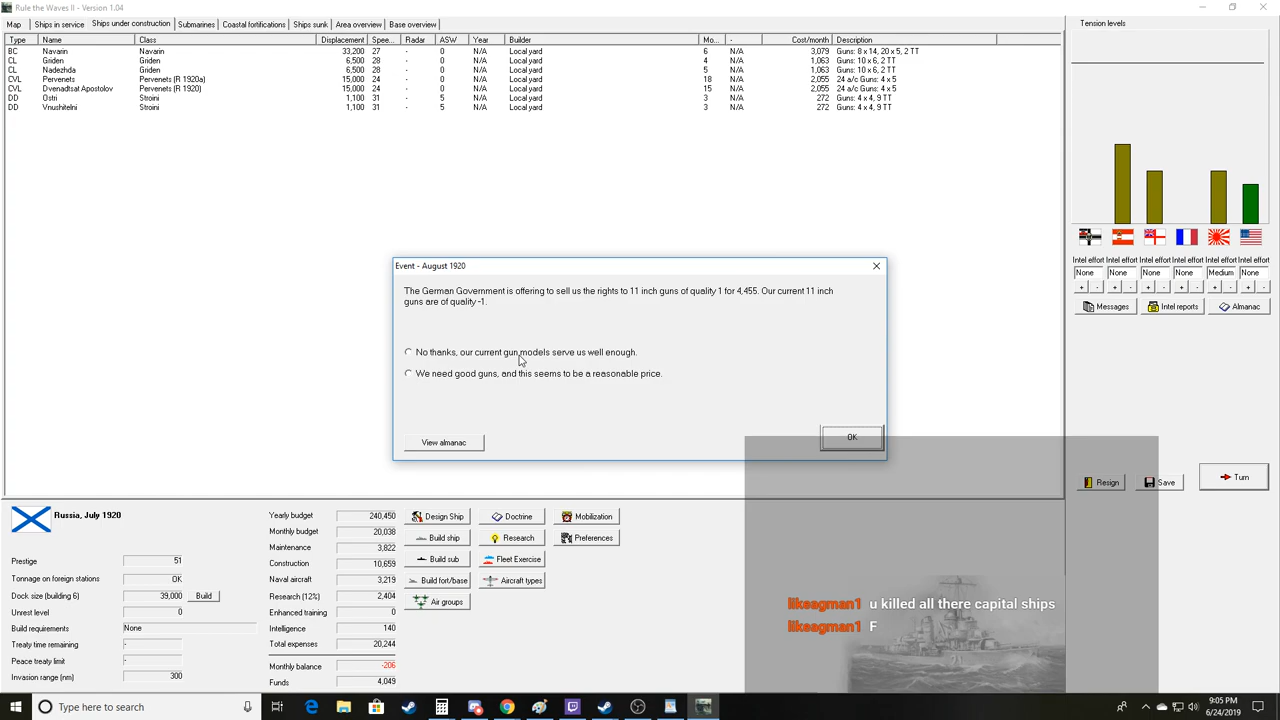 Rule the Waves II - Version 1.04
Map Ships in service Ships under construction Submarines Coastal fortifications Ships sunk Area overview Base overview
Type Name Class Displacement Spee... Radar ASW Year Builder Mo... - Cost/month Description
BC Navarin Navarin 33,200 27 - 0 N/A Local yard 6 N/A 3,079 Guns: 8 x 14, 20 x 5, 2 TT
CL Griden Griden 6,500 28 - 0 N/A Local yard 4 N/A 1,063 Guns: 10 x 6, 2 TT
CL Nadezhda Griden 6,500 28 - 0 N/A Local yard 5 N/A 1,063 Guns: 10 x 6, 2 TT
CVL Pervenets Pervenets (R 1920a) 15,000 24 - 0 N/A Local yard 18 N/A 2,055 24 a/c Guns: 4 x 5
CVL Dvenadtsat Apostolov Pervenets (R 1920) 15,000 24 - 0 N/A Local yard 15 N/A 2,055 24 a/c Guns: 4 x 5
DD Ostri Stroini 1,100 31 - 5 N/A Local yard 3 N/A 272 Guns: 4 x 4, 9 TT
DD Vnushitelni Stroini 1,100 31 - 5 N/A Local yard 3 N/A 272 Guns: 4 x 4, 9 TT
Tension levels
Intel effort Intel effort Intel effort Intel effort Intel effort Intel effort
None None None None Medium None
+ - + - + - + - + - + -
Messages Intel reports Almanac
Event - August 1920
The German Government is offering to sell us the rights to 11 inch guns of quality 1 for 4,455. Our current 11 inch
guns are of quality -1.
No thanks, our current gun models serve us well enough.
We need good guns, and this seems to be a reasonable price.
View almanac OK
Resign Save Turn
Russia, July 1920
Prestige 51
Tonnage on foreign stations OK
Dock size (building 6) 39,000 Build
Unrest level 0
Build requirements None
Treaty time remaining -
Peace treaty limit -
Invasion range (nm) 300
Yearly budget 240,450
Monthly budget 20,038
Maintenance 3,822
Construction 10,659
Naval aircraft 3,219
Research (12%) 2,404
Enhanced training 0
Intelligence 140
Total expenses 20,244
Monthly balance -206
Funds 4,049
Design Ship Doctrine Mobilization
Build ship Research Preferences
Build sub Fleet Exercise
Build fort/base Aircraft types
Air groups
likeagman1 u killed all there capital ships
likeagman1 F
Type here to search
9:05 PM
6/24/2019